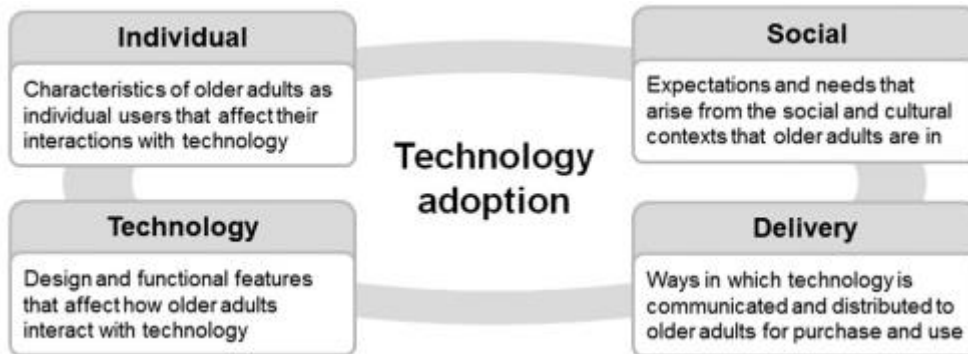 Individual
Characteristics of older adults as
individual users that affect their
interactions with technology
Social
Expectations and needs that
arise from the social and cultural
contexts that older adults are in
Technology
adoption
Technology
Design and functional features
that affect how older adults
interact with technology
Delivery
Ways in which technology is
communicated and distributed to
older adults for purchase and use